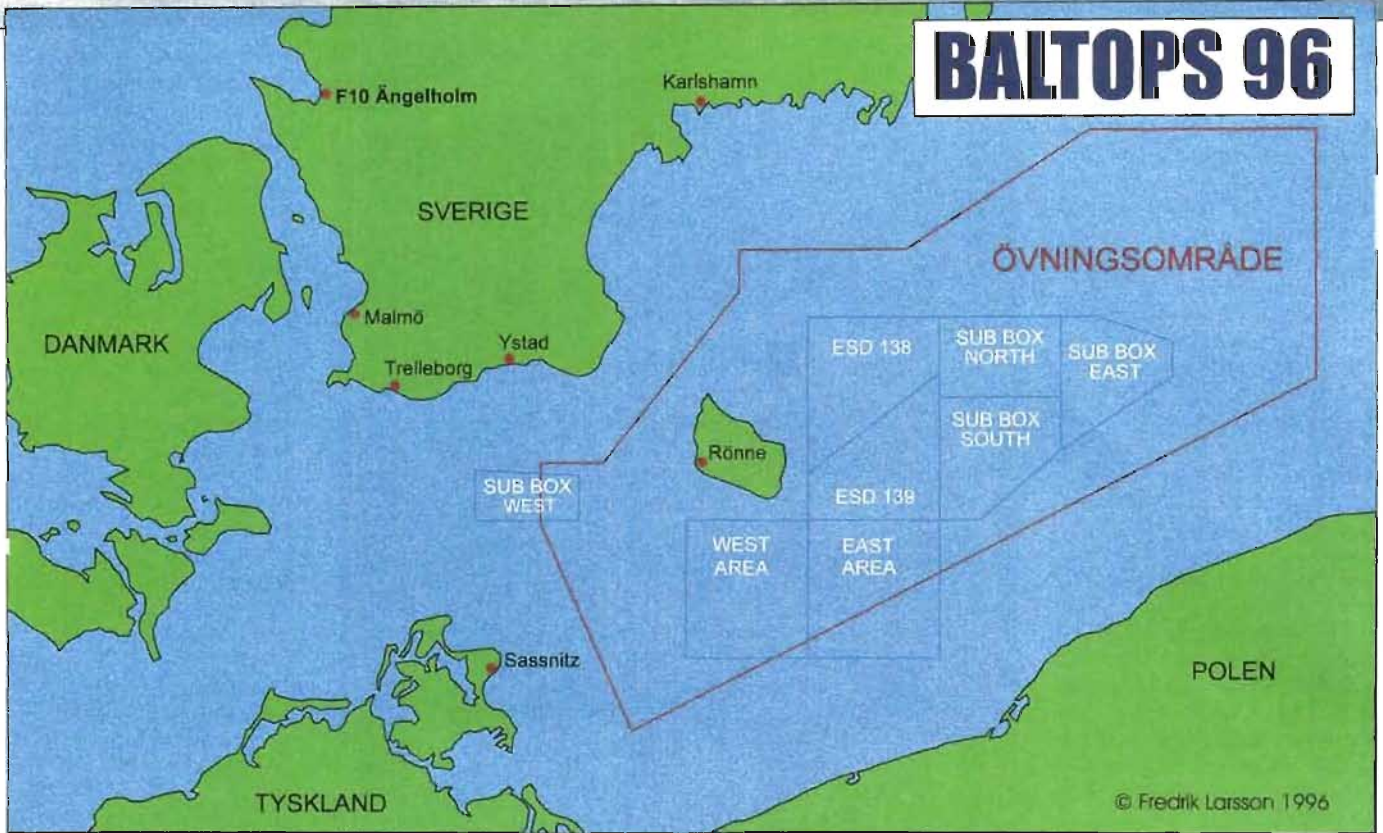 BALTOPS 96
Karlshamn
F10 Ängelholm
SVERIGE
ÖVNINGSOMRÅDE
DANMARK
Malmö
Ystad
Trelleborg
ESD 138
SUB BOX
NORTH
SUB BOX
EAST
SUB BOX
SOUTH
Rönne
SUB BOX
WEST
ESD 139
WEST
AREA
EAST
AREA
Sassnitz
POLEN
TYSKLAND
© Fredrik Larsson 1996